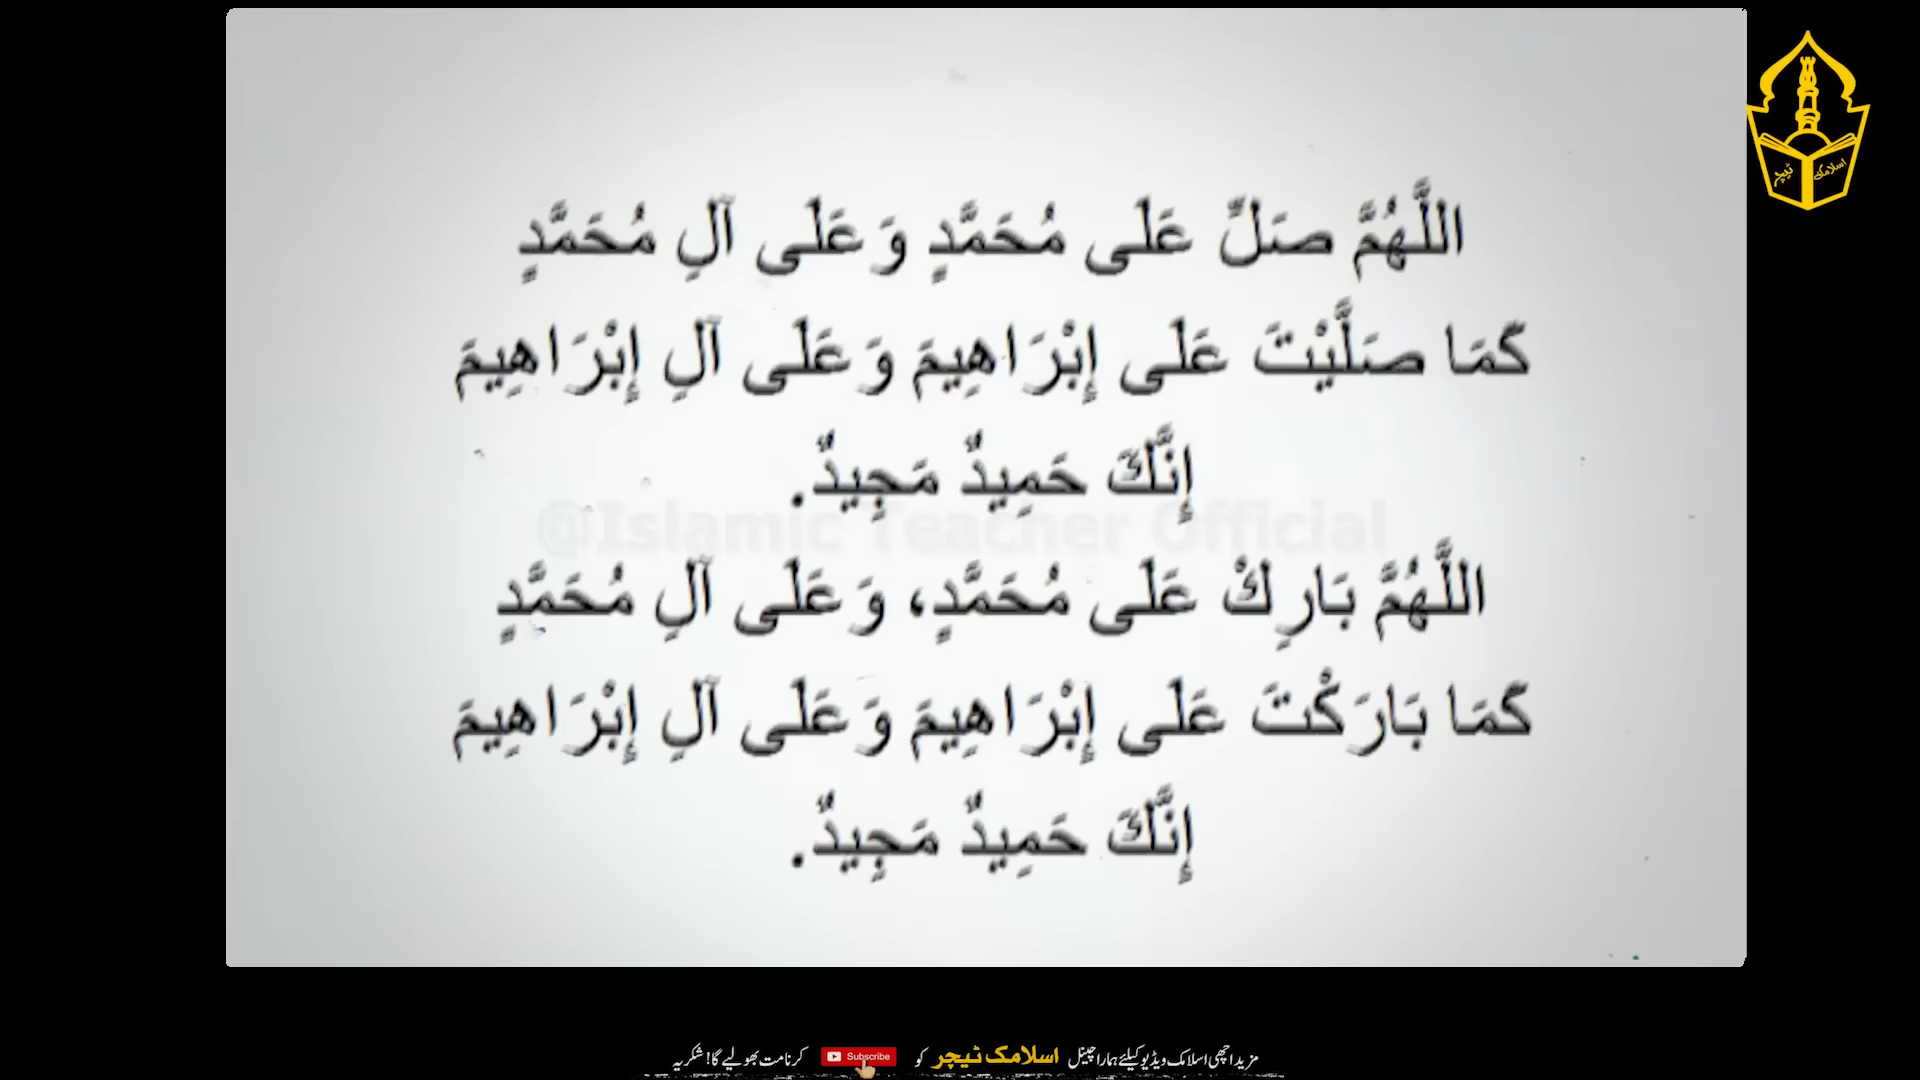 اللَّهُمَّ صَلِّ عَلَى مُحَمَّدٍ وَعَلَى آلِ مُحَمَّدٍ
كَمَا صَلَّيْتَ عَلَى إِبْرَاهِيمَ وَعَلَى آلِ إِبْرَاهِيمَ
إِنَّكَ حَمِيدٌ مَجِيدٌ.
@Islamic Teacher Official
اللَّهُمَّ بَارِكْ عَلَى مُحَمَّدٍ، وَعَلَى آلِ مُحَمَّدٍ
كَمَا بَارَكْتَ عَلَى إِبْرَاهِيمَ وَعَلَى آلِ إِبْرَاهِيمَ
إِنَّكَ حَمِيدٌ مَجِيدٌ.
اسلامک ٹیچر
مزید اچھی اسلامک ویڈیو کیلئے ہمارا چینل اسلامک ٹیچر کو Subscribe کرنا مت بھولیے گا! شکریہ